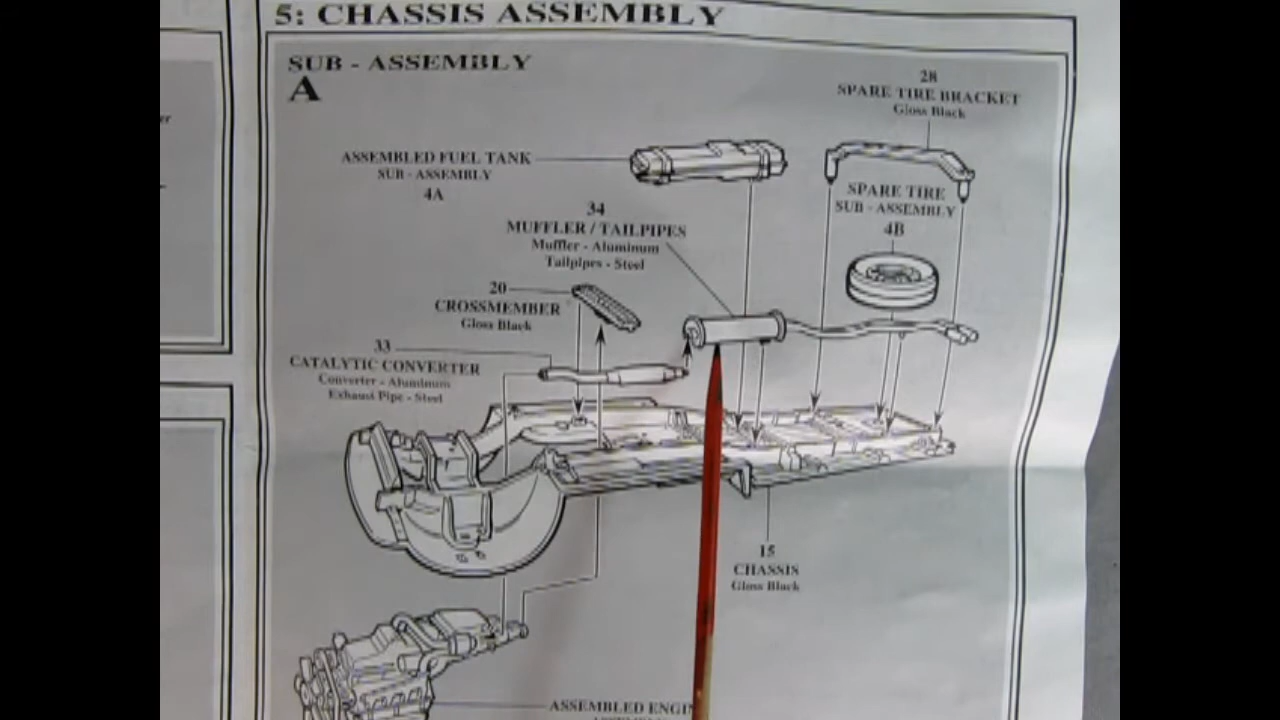 5: CHASSIS ASSEMBLY
SUB - ASSEMBLY
A
28
SPARE TIRE BRACKET
Gloss Black
ASSEMBLED FUEL TANK
SUB - ASSEMBLY
4A
SPARE TIRE
SUB - ASSEMBLY
4B
34
MUFFLER / TAILPIPES
Muffler - Aluminum
Tailpipes - Steel
20
CROSSMEMBER
Gloss Black
33
CATALYTIC CONVERTER
Converter - Aluminum
Exhaust Pipe - Steel
15
CHASSIS
Gloss Black
ASSEMBLED